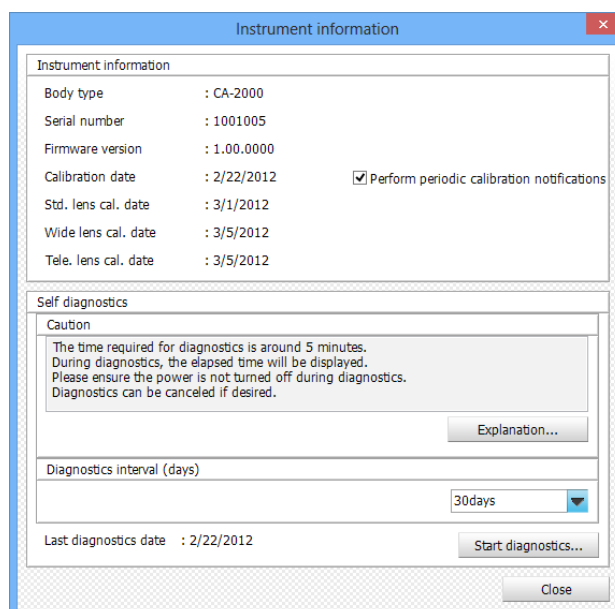 Instrument information
Instrument information
Body type : CA-2000
Serial number : 1001005
Firmware version : 1.00.0000
Calibration date : 2/22/2012 Perform periodic calibration notifications
Std. lens cal. date : 3/1/2012
Wide lens cal. date : 3/5/2012
Tele. lens cal. date : 3/5/2012
Self diagnostics
Caution
The time required for diagnostics is around 5 minutes.
During diagnostics, the elapsed time will be displayed.
Please ensure the power is not turned off during diagnostics.
Diagnostics can be canceled if desired.
Explanation...
Diagnostics interval (days)
30days
Last diagnostics date : 2/22/2012 Start diagnostics...
Close